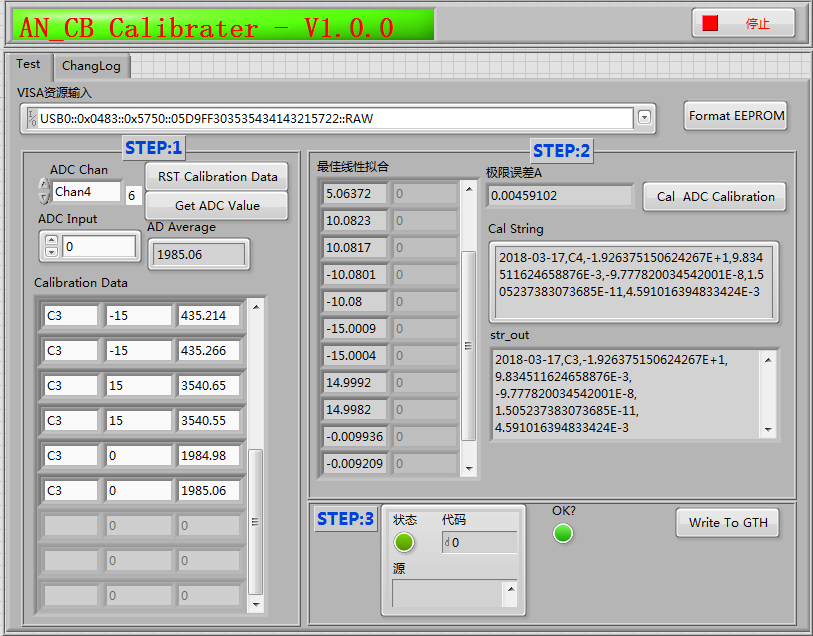 AN_CB Calibrater - V1.0.0
停止
Test
ChangLog
VISA资源输入
USB0::0x0483::0x5750::05D9FF303535434143215722::RAW
Format EEPROM
STEP:1
ADC Chan
Chan4
6
RST Calibration Data
Get ADC Value
ADC Input
0
AD Average
1985.06
Calibration Data
C3 -15 435.214
C3 -15 435.266
C3 15 3540.65
C3 15 3540.55
C3 0 1984.98
C3 0 1985.06
0 0
0 0
0 0
STEP:2
最佳线性拟合
5.06372 0
10.0823 0
10.0817 0
-10.0801 0
-10.08 0
-15.0009 0
-15.0004 0
14.9992 0
14.9982 0
-0.009936 0
-0.009209 0
极限误差A
0.00459102
Cal ADC Calibration
Cal String
2018-03-17,C4,-1.926375150624267E+1,9.834
511624658876E-3,-9.777820034542001E-8,1.5
05237383073685E-11,4.591016394833424E-3
str_out
2018-03-17,C3,-1.926375150624267E+1,
9.834511624658876E-3,
-9.777820034542001E-8,
1.505237383073685E-11,
4.591016394833424E-3
STEP:3
状态
代码
d 0
源
OK?
Write To GTH